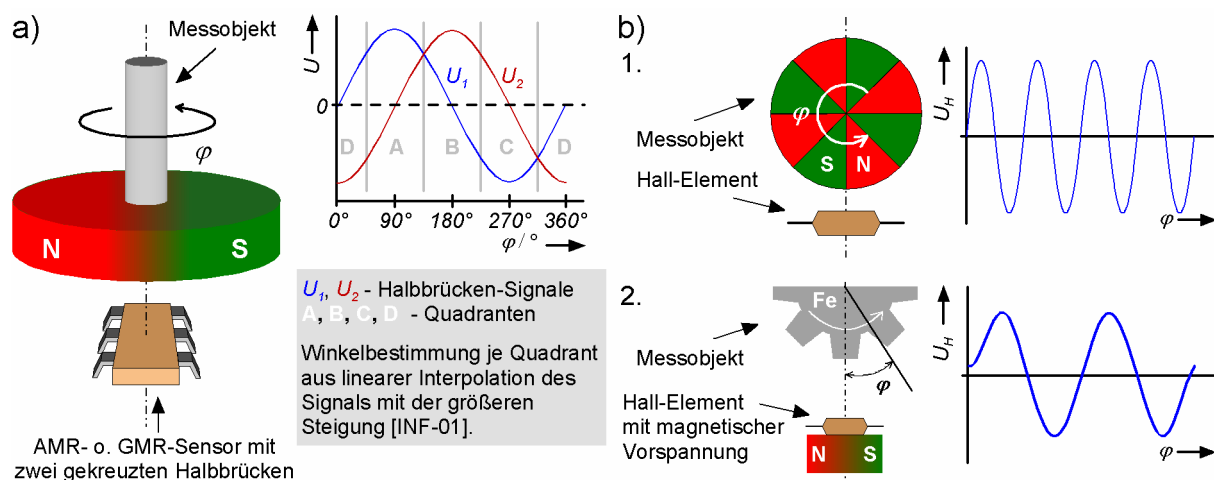 a)
Messobjekt
φ
N
S
AMR- o. GMR-Sensor mit
zwei gekreuzten Halbbrücken
U
0
U1
U2
D A B C D
0° 90° 180° 270° 360°
φ/°
U1, U2 - Halbbrücken-Signale
A, B, C, D - Quadranten
Winkelbestimmung je Quadrant
aus linearer Interpolation des
Signals mit der größeren
Steigung [INF-01].
b)
1.
Messobjekt
Hall-Element
φ
S N
UH
φ
2.
Fe
Messobjekt
φ
Hall-Element
mit magnetischer
Vorspannung
N S
UH
φ